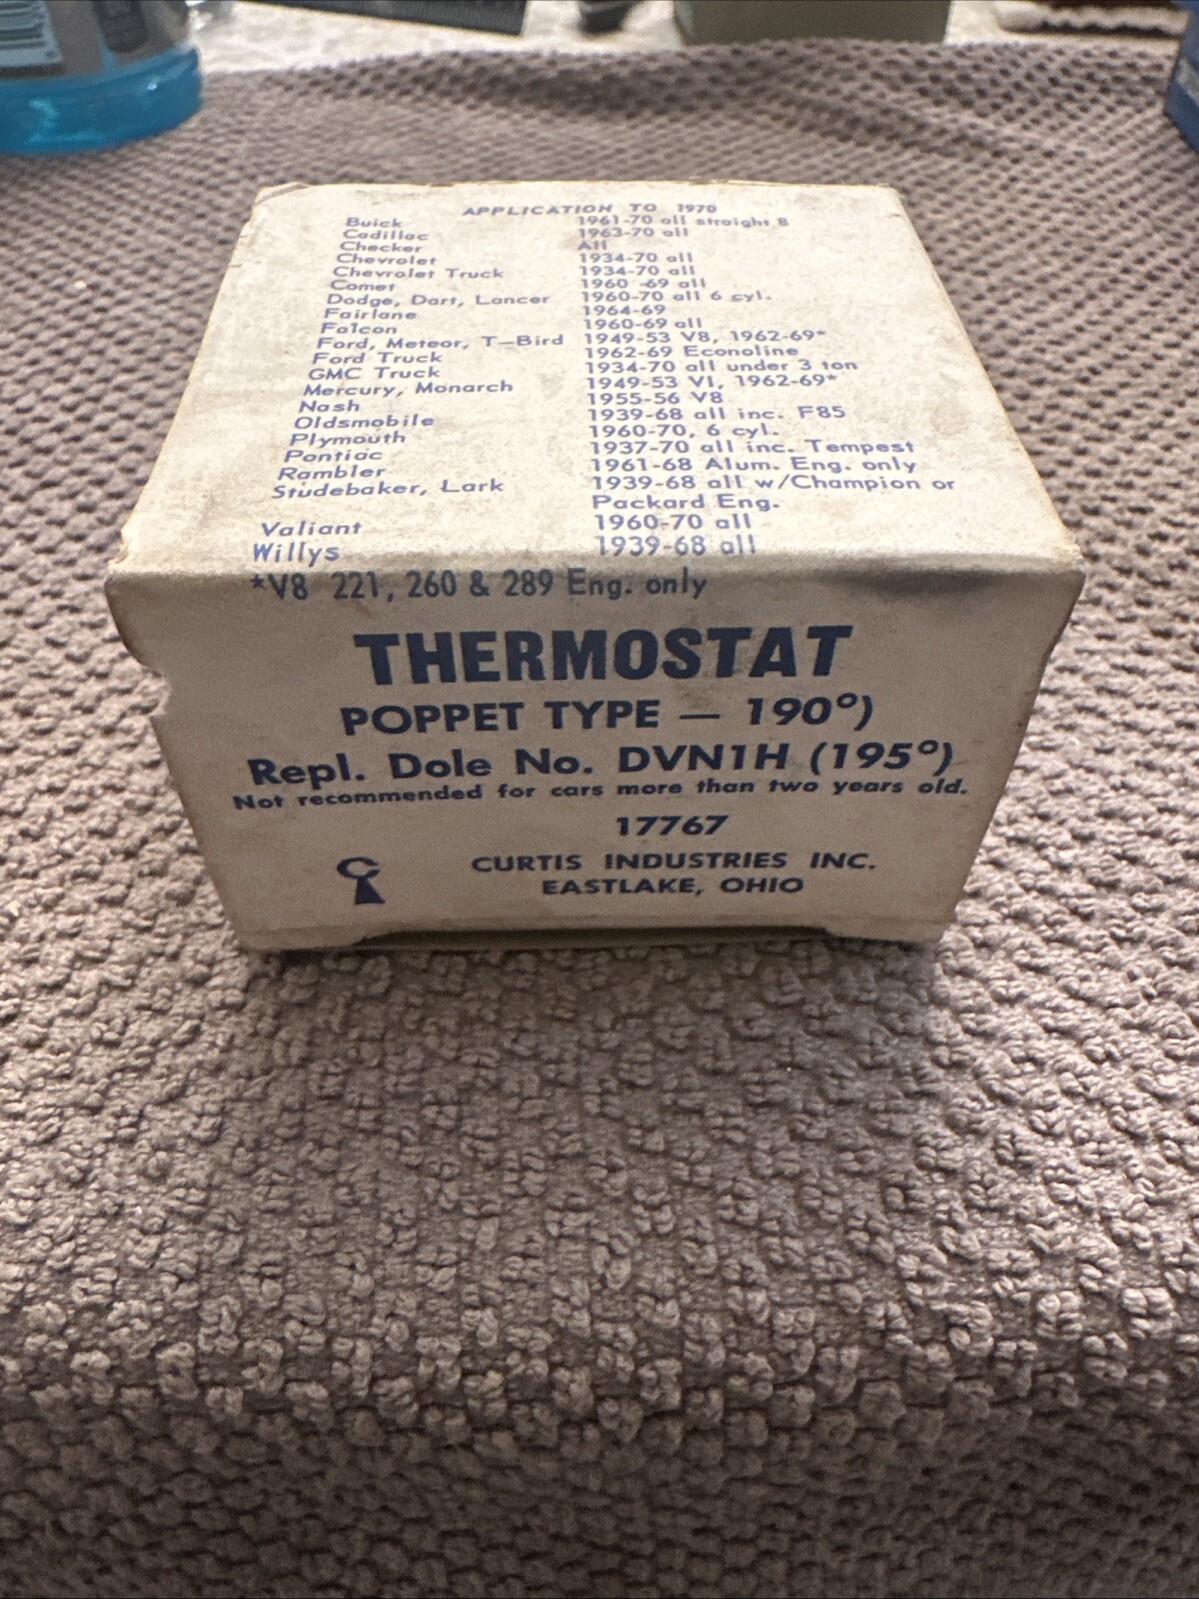 APPLICATION TO 1970
Buick 1961-70 all straight 8
Cadillac 1963-70 all
Checker All
Chevrolet 1934-70 all
Chevrolet Truck 1934-70 all
Comet 1960-69 all
Dodge, Dart, Lancer 1960-70 all 6 cyl.
Fairlane 1964-69
Falcon 1960-69 all
Ford, Meteor, T-Bird 1949-53 V8, 1962-69*
Ford Truck 1962-69 Econoline
GMC Truck 1934-70 all under 3 ton
Mercury, Monarch 1949-53 V1, 1962-69*
Nash 1955-56 V8
Oldsmobile 1939-68 all inc. F85
Plymouth 1960-70, 6 cyl.
Pontiac 1937-70 all inc. Tempest
Rambler 1961-68 Alum. Eng. only
Studebaker, Lark 1939-68 all w/Champion or
Packard Eng.
Valiant 1960-70 all
Willys 1939-68 all
*V8 221, 260 & 289 Eng. only
THERMOSTAT
POPPET TYPE — 190°)
Repl. Dole No. DVN1H (195°)
Not recommended for cars more than two years old.
17767
CURTIS INDUSTRIES INC.
EASTLAKE, OHIO